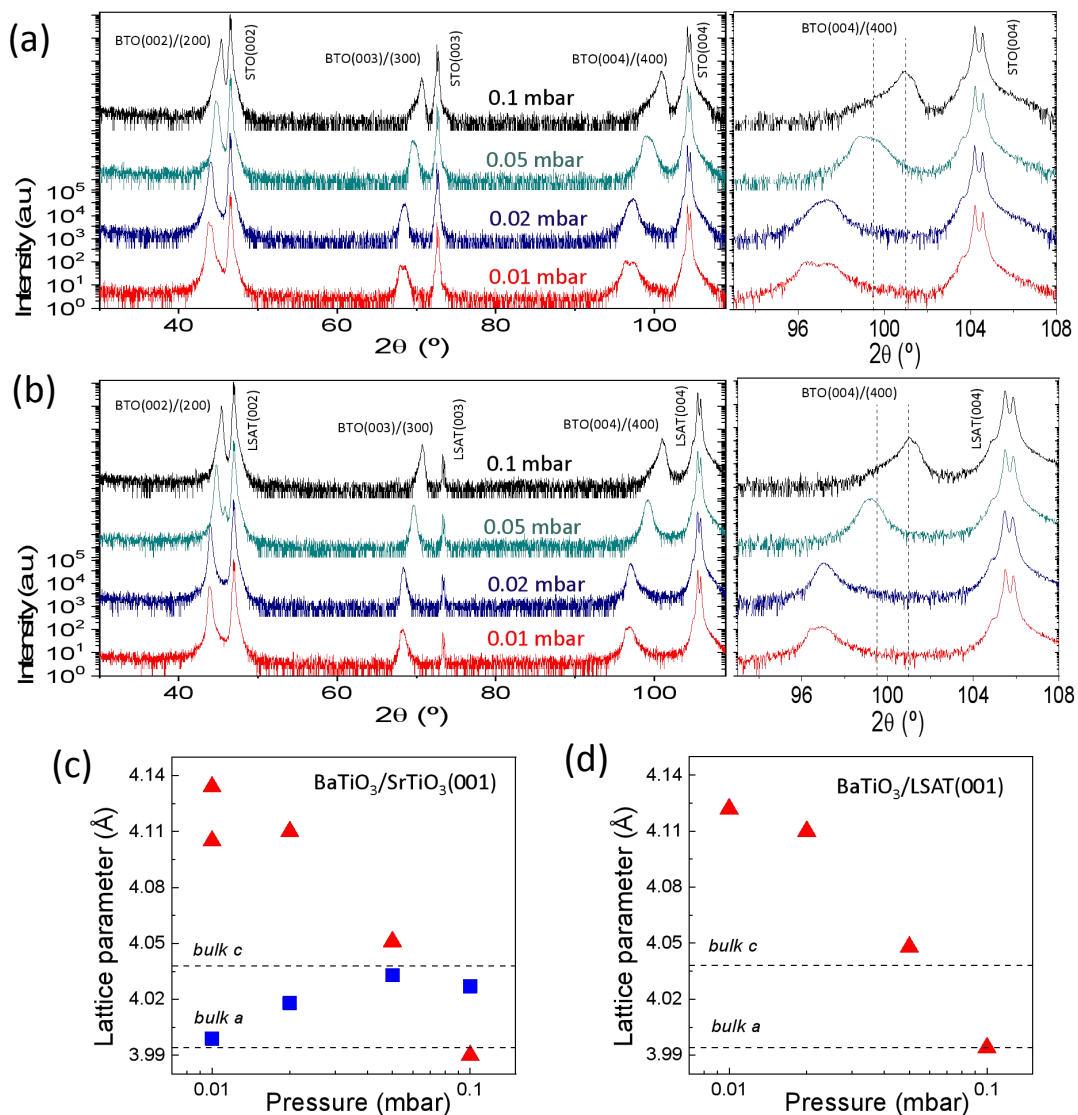 (a)
BTO(002)/(200)
STO(002)
BTO(003)/(300)
STO(003)
BTO(004)/(400)
STO(004)
BTO(004)/(400)
STO(004)
0.1 mbar
0.05 mbar
0.02 mbar
0.01 mbar
Intensity (au)
10⁵
10⁴
10³
10²
10¹
10⁰
40 60 80 100
2θ (º)
96 100 104 108
2θ (º)
(b)
BTO(002)/(200)
LSAT(002)
BTO(003)/(300)
LSAT(003)
BTO(004)/(400)
LSAT(004)
BTO(004)/(400)
LSAT(004)
0.1 mbar
0.05 mbar
0.02 mbar
0.01 mbar
Intensity (au)
10⁵
10⁴
10³
10²
10¹
10⁰
40 60 80 100
2θ (º)
96 100 104 108
2θ (º)
(c)
BaTiO₃/SrTiO₃(001)
Lattice parameter (Å)
4.14
4.11
4.08
4.05
4.02
3.99
bulk c
bulk a
0.01 0.1
Pressure (mbar)
(d)
BaTiO₃/LSAT(001)
Lattice parameter (Å)
4.14
4.11
4.08
4.05
4.02
3.99
bulk c
bulk a
0.01 0.1
Pressure (mbar)